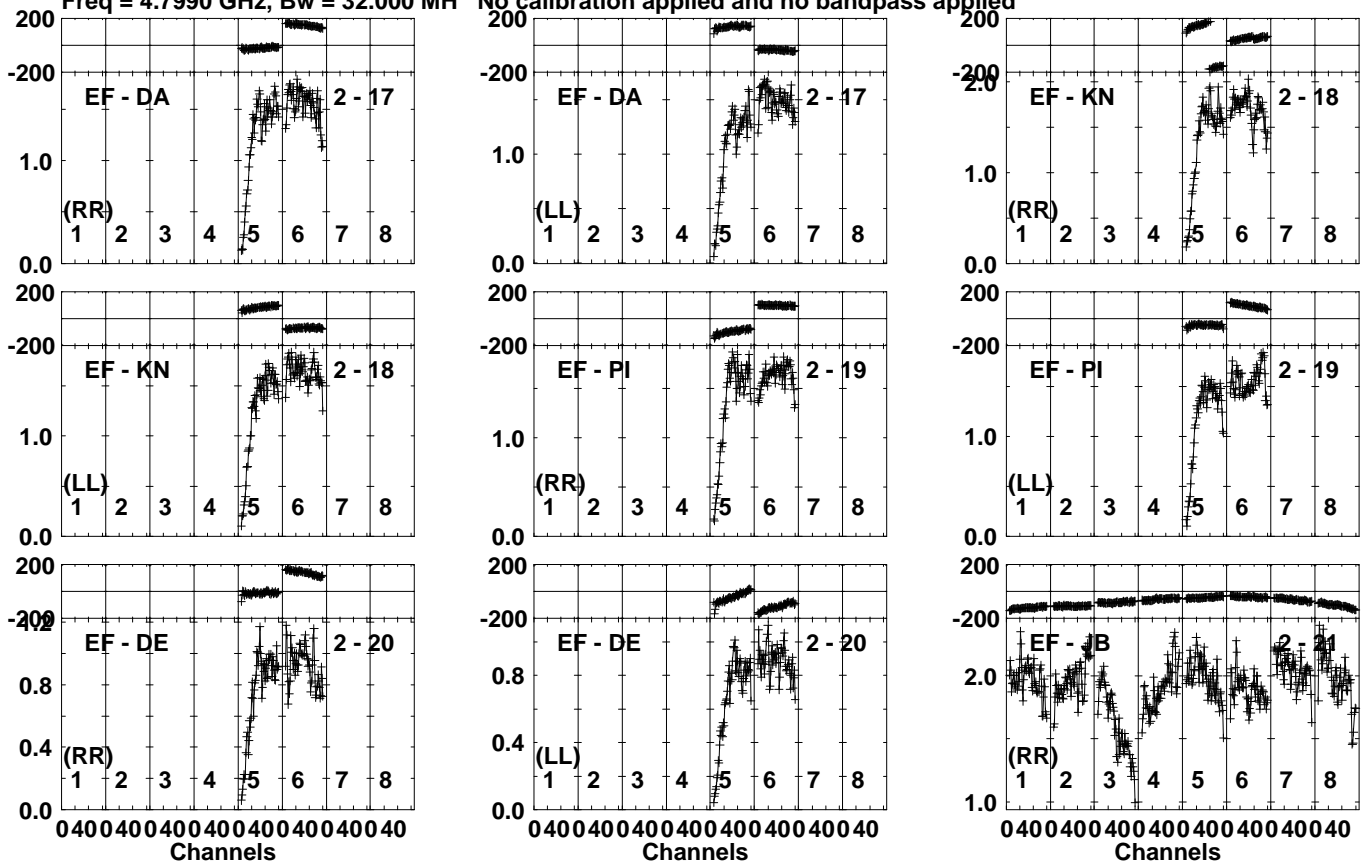 Freq = 4.7990 GHz, Bw = 32.000 MH No calibration applied and no bandpass applied
200
-200
EF - DA 2 - 17
1.0
(RR)
1 2 3 4 5 6 7 8
0.0
EF - DA 2 - 17
1.0
(LL)
1 2 3 4 5 6 7 8
0.0
200
-200
2.0
EF - KN 2 - 18
1.0
(RR)
1 2 3 4 5 6 7 8
0.0
200
-200
EF - KN 2 - 18
1.0
(LL)
1 2 3 4 5 6 7 8
0.0
200
-200
EF - PI 2 - 19
1.0
(RR)
1 2 3 4 5 6 7 8
0.0
200
-200
EF - PI 2 - 19
1.0
(LL)
1 2 3 4 5 6 7 8
0.0
200
-200
1.2
EF - DE 2 - 20
0.8
0.4
(RR)
1 2 3 4 5 6 7 8
0.0
0 40 0 40 0 40 0 40 0 40 0 40 0 40 0 40
Channels
200
-200
EF - DE 2 - 20
0.8
0.4
(LL)
1 2 3 4 5 6 7 8
0.0
0 40 0 40 0 40 0 40 0 40 0 40 0 40 0 40
Channels
200
-200
EF - JB 2 - 21
2.0
(RR)
1 2 3 4 5 6 7 8
1.0
0 40 0 40 0 40 0 40 0 40 0 40 0 40 0 40
Channels